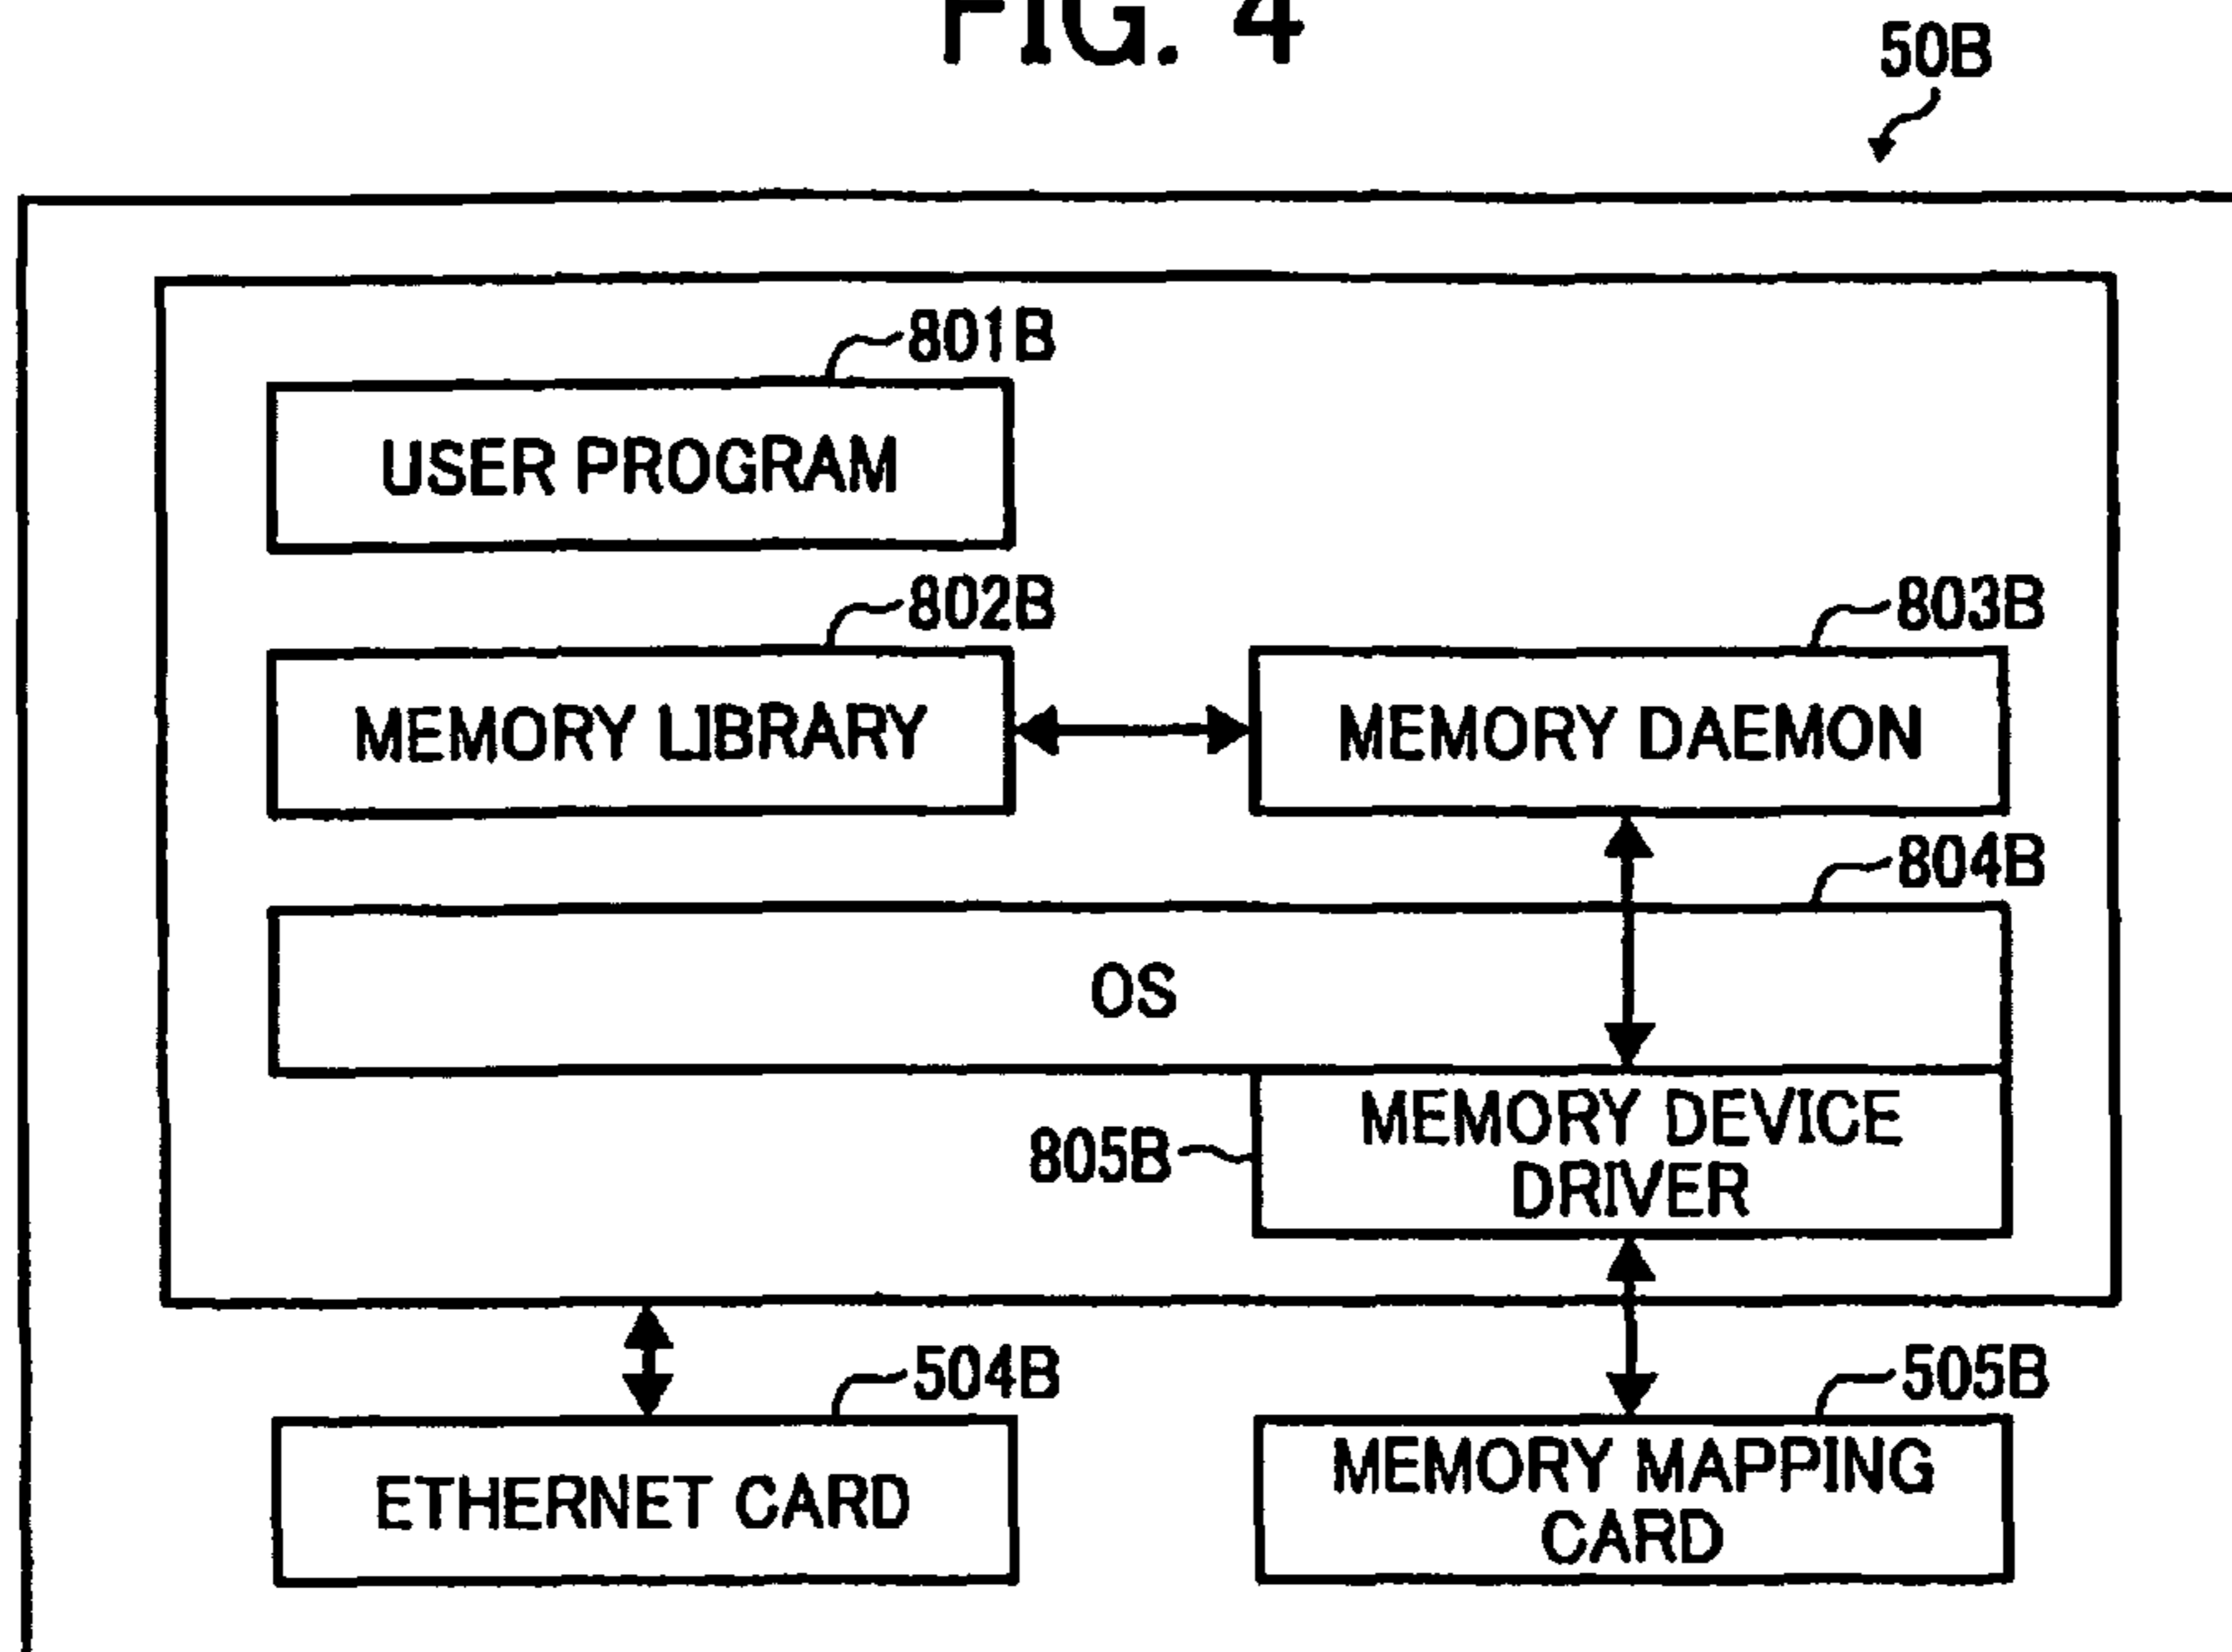 FIG. 4
50B
801B
USER PROGRAM
802B
803B
MEMORY LIBRARY
MEMORY DAEMON
804B
OS
805B
MEMORY DEVICE
DRIVER
504B
505B
ETHERNET CARD
MEMORY MAPPING
CARD